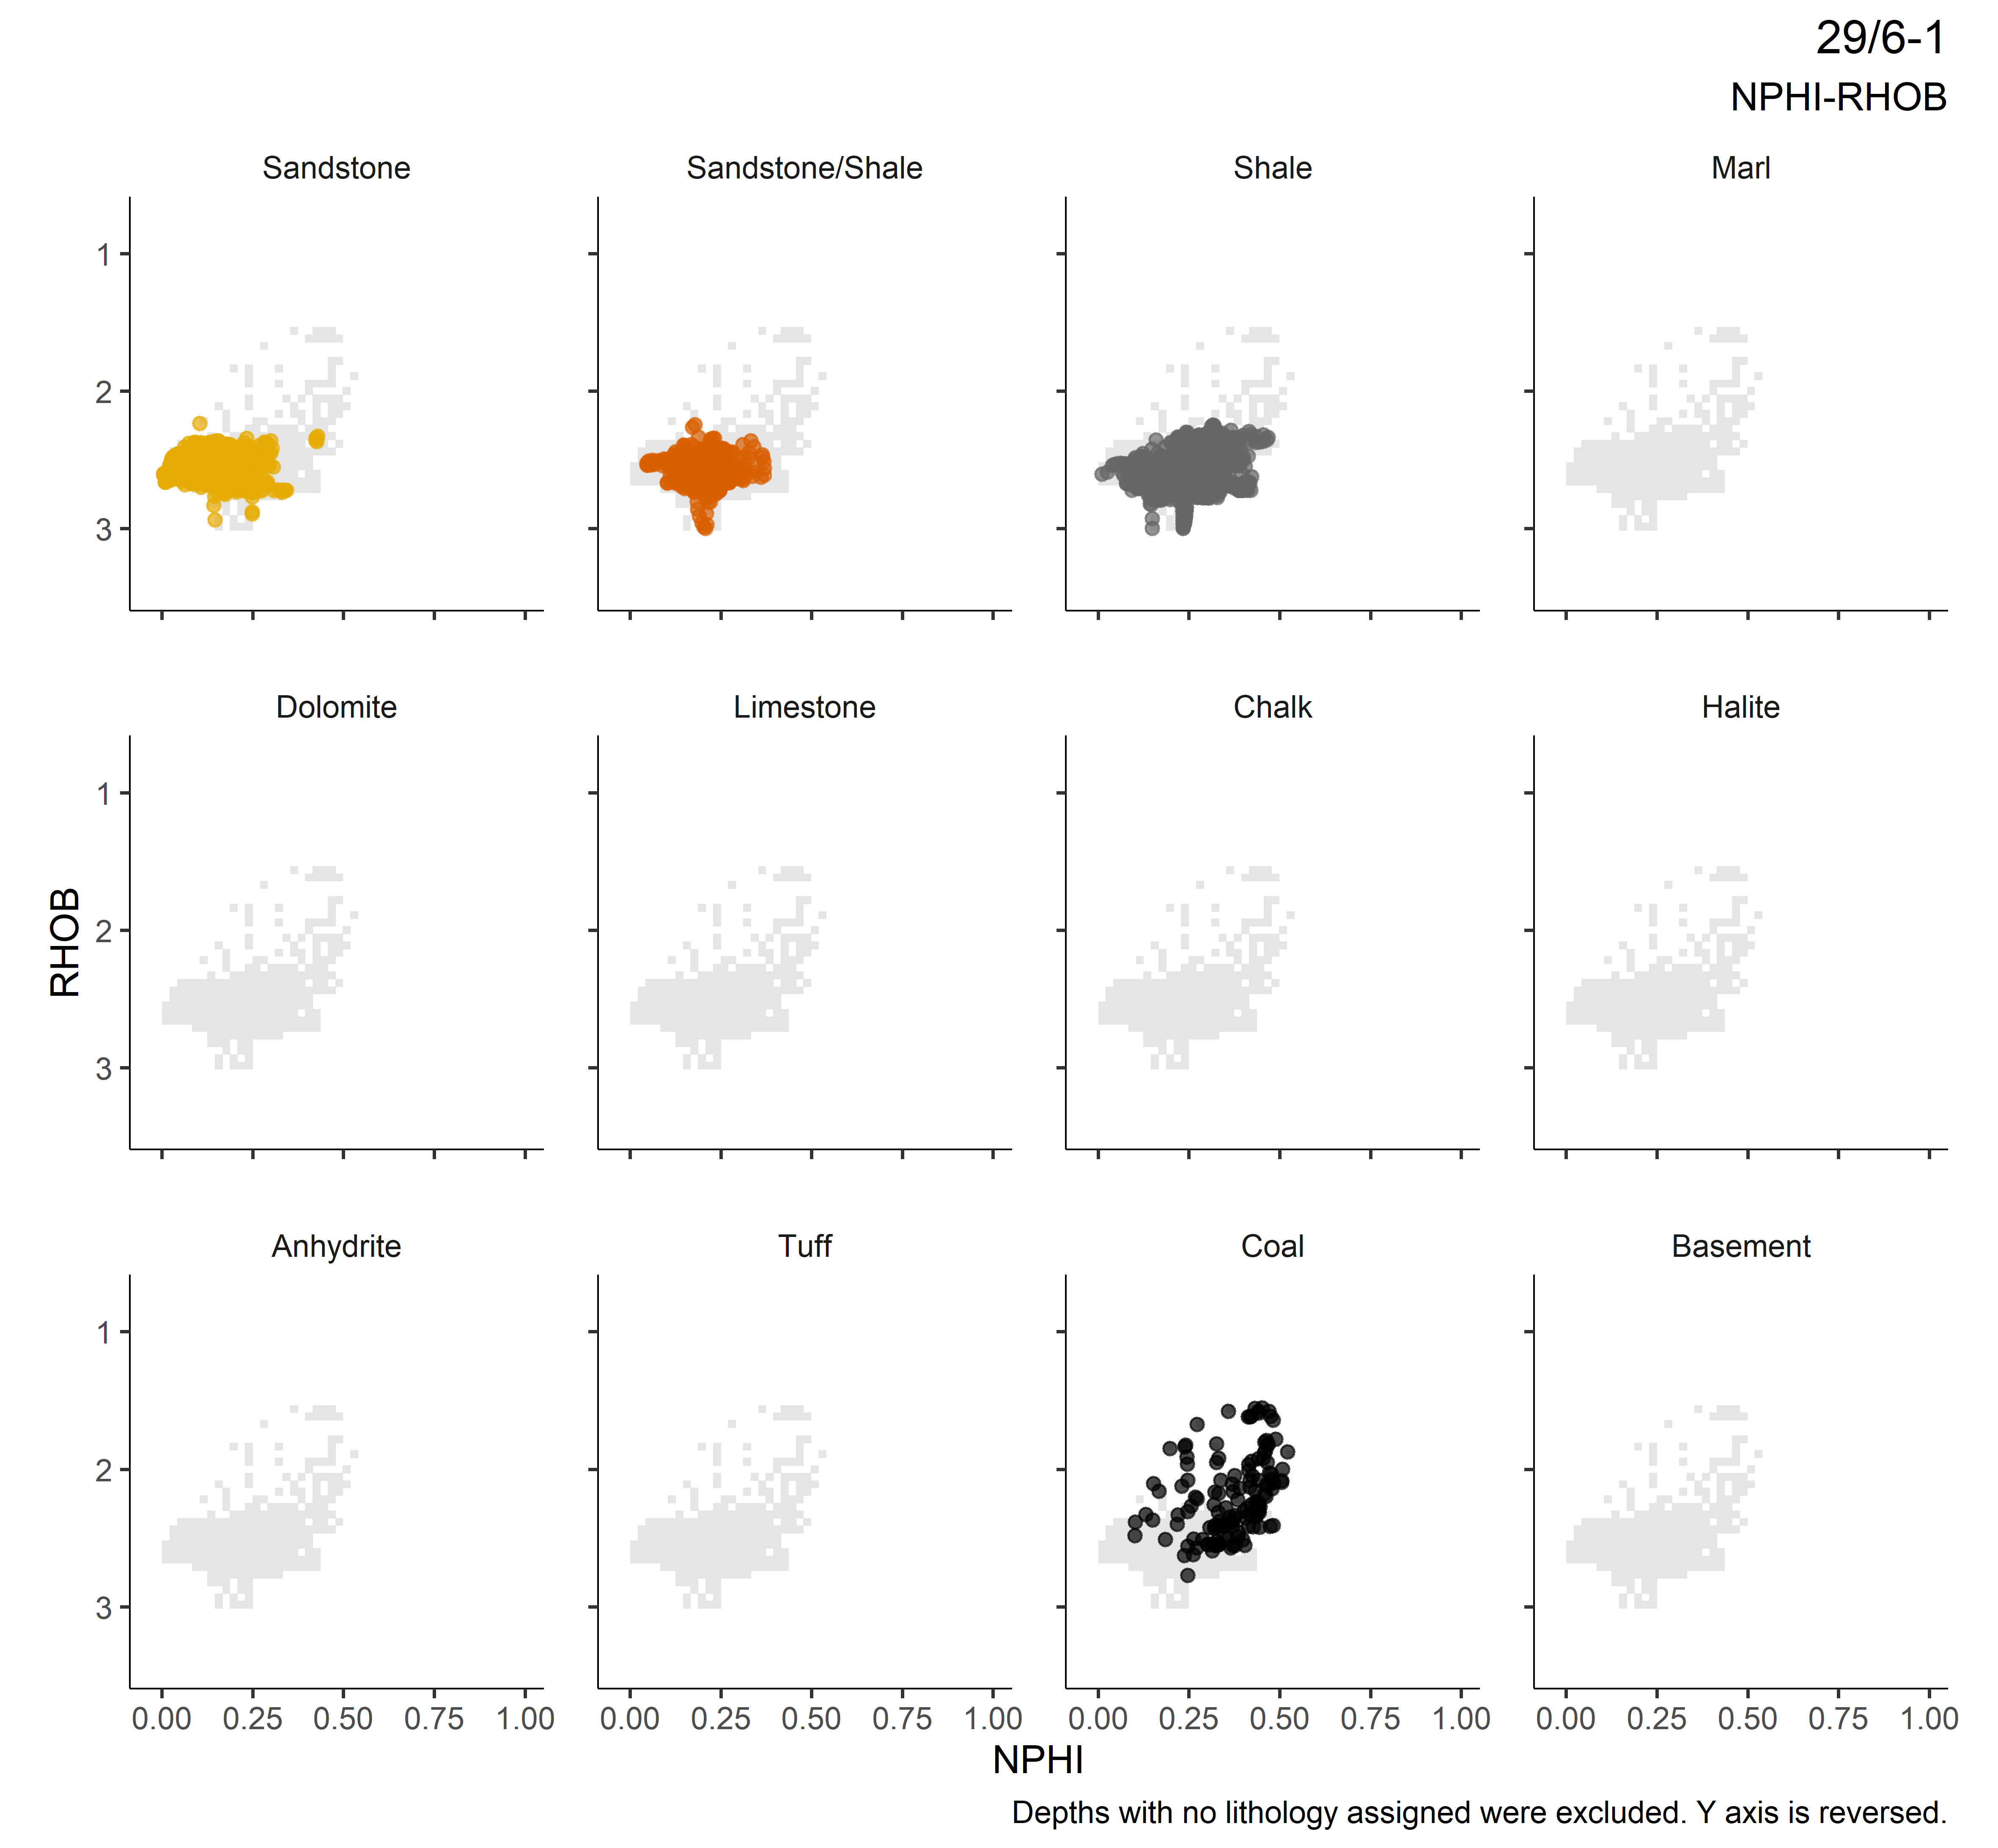 29/6-1
NPHI-RHOB
Sandstone Sandstone/Shale Shale Marl
1
2
3
Dolomite Limestone Chalk Halite
1
RHOB
2
3
Anhydrite Tuff Coal Basement
1
2
3
0.00 0.25 0.50 0.75 1.00 0.00 0.25 0.50 0.75 1.00 0.00 0.25 0.50 0.75 1.00 0.00 0.25 0.50 0.75 1.00
NPHI
Depths with no lithology assigned were excluded. Y axis is reversed.